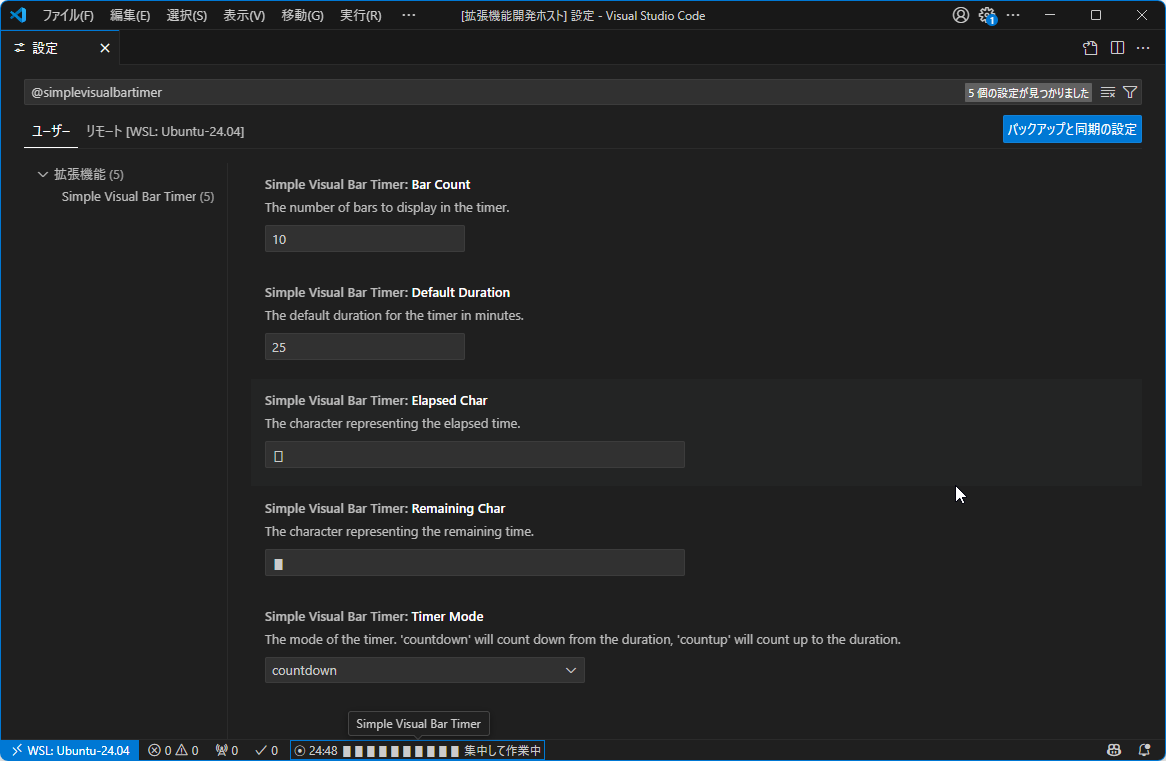 ファイル(F) 編集(E) 選択(S) 表示(V) 移動(G) 実行(R) ··· [拡張機能開発ホスト] 設定 - Visual Studio Code 1 ···
設定
@simplevisualbartimer 5 個の設定が見つかりました
ユーザー リモート [WSL: Ubuntu-24.04] バックアップと同期の設定
拡張機能 (5)
Simple Visual Bar Timer (5)
Simple Visual Bar Timer: Bar Count
The number of bars to display in the timer.
10
Simple Visual Bar Timer: Default Duration
The default duration for the timer in minutes.
25
Simple Visual Bar Timer: Elapsed Char
The character representing the elapsed time.
▯
Simple Visual Bar Timer: Remaining Char
The character representing the remaining time.
▮
Simple Visual Bar Timer: Timer Mode
The mode of the timer. 'countdown' will count down from the duration, 'countup' will count up to the duration.
countdown
Simple Visual Bar Timer
WSL: Ubuntu-24.04 0 0 0 0 24:48 ▮▮▮▮▮▮▮▮▮▮ 集中して作業中